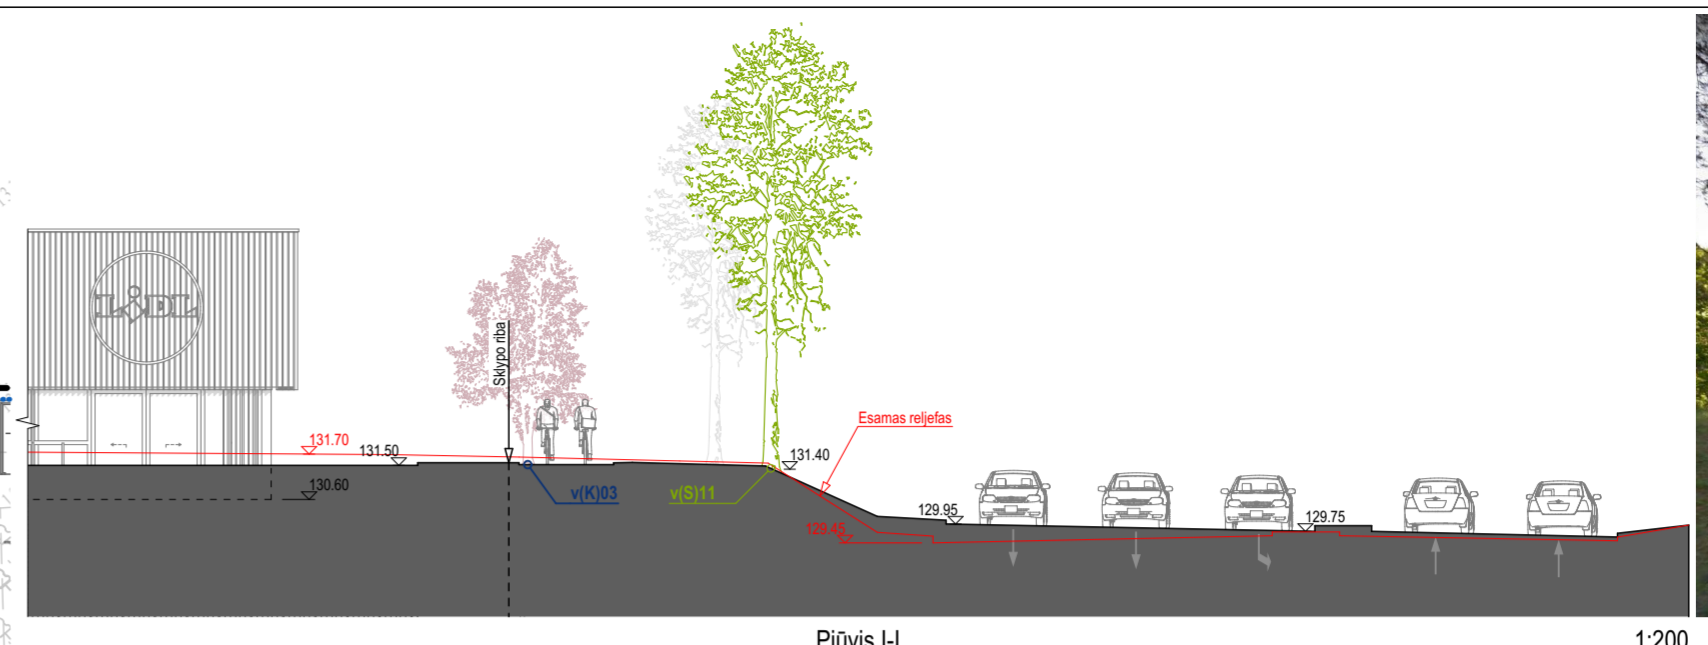 LIDL
Sklypo riba
131.70
131.50
130.60
v(K)03
v(S)11
131.40
Esamas reljefas
129.45
129.95
129.75
Pjūvis I-I
1:200